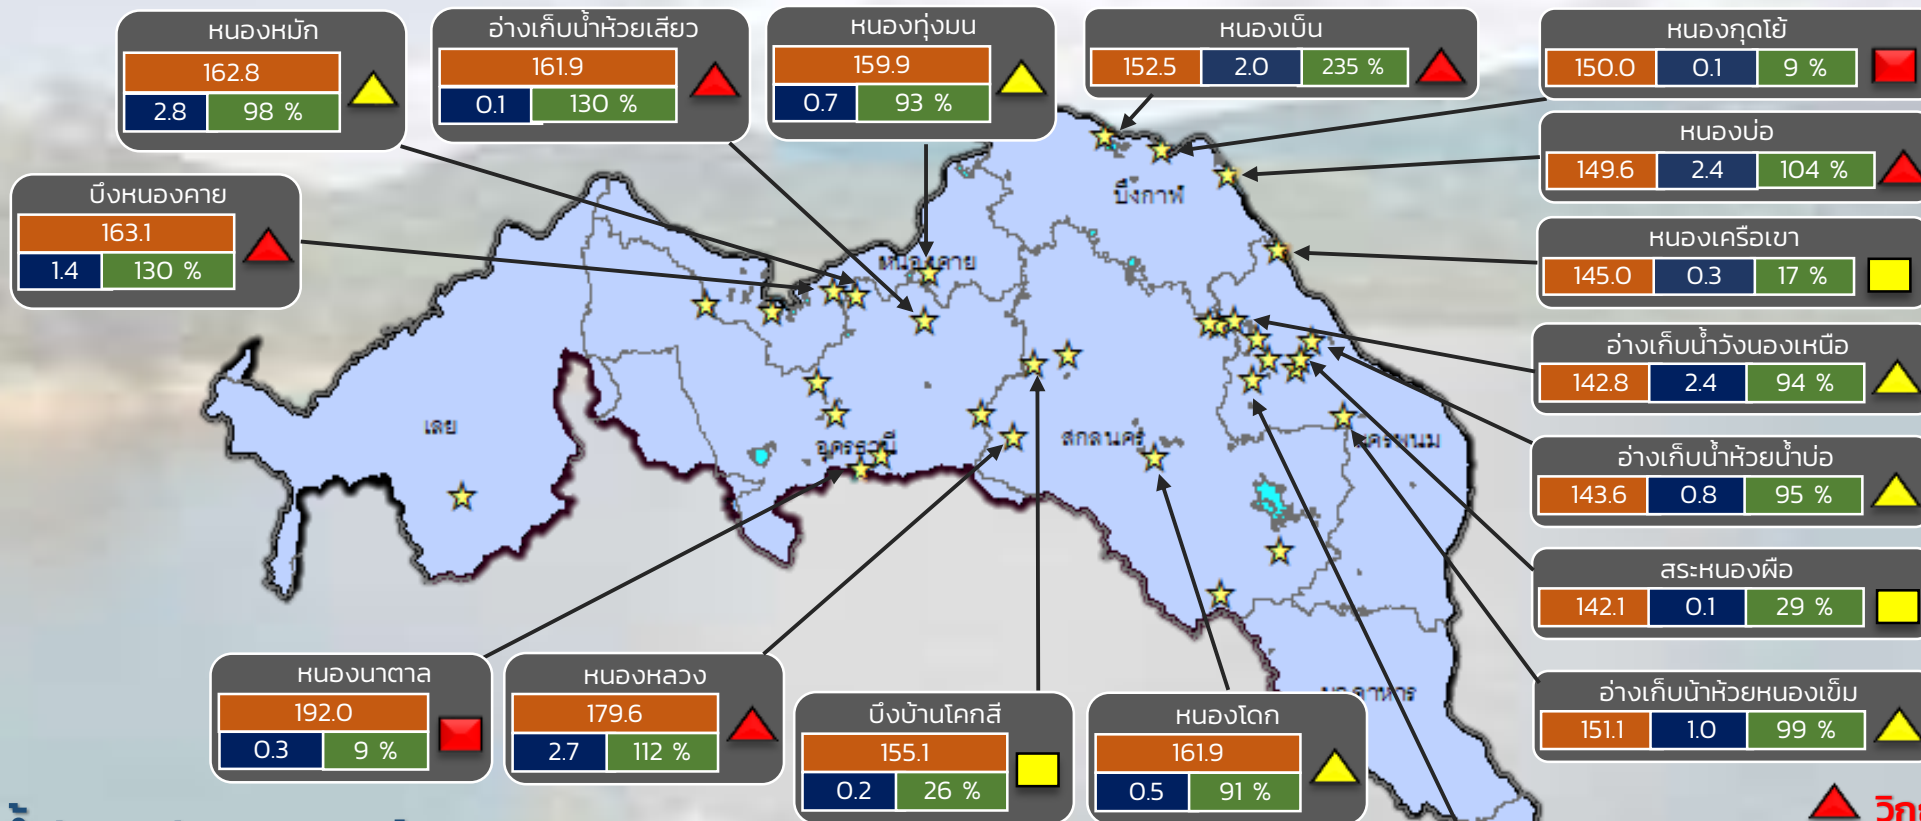 หนองหมัก
162.8
2.8 98 %
อ่างเก็บน้ำห้วยเสียว
161.9
0.1 130 %
หนองทุ่งมน
159.9
0.7 93 %
หนองเบ็น
152.5 2.0 235 %
หนองกุดโย้
150.0 0.1 9 %
หนองบ่อ
149.6 2.4 104 %
บึงหนองคาย
163.1
1.4 130 %
หนองเครือเขา
145.0 0.3 17 %
อ่างเก็บน้ำวังนองเหนือ
142.8 2.4 94 %
อ่างเก็บน้ำห้วยน้ำบ่อ
143.6 0.8 95 %
สระหนองผือ
142.1 0.1 29 %
อ่างเก็บน้าห้วยหนองเข็ม
151.1 1.0 99 %
บึงกาฬ
หนองคาย
เลย
อุดรธานี
สกลนคร
หนองนาตาล
192.0
0.3 9 %
หนองหลวง
179.6
2.7 112 %
บึงบ้านโคกสี
155.1
0.2 26 %
หนองโดก
161.9
0.5 91 %